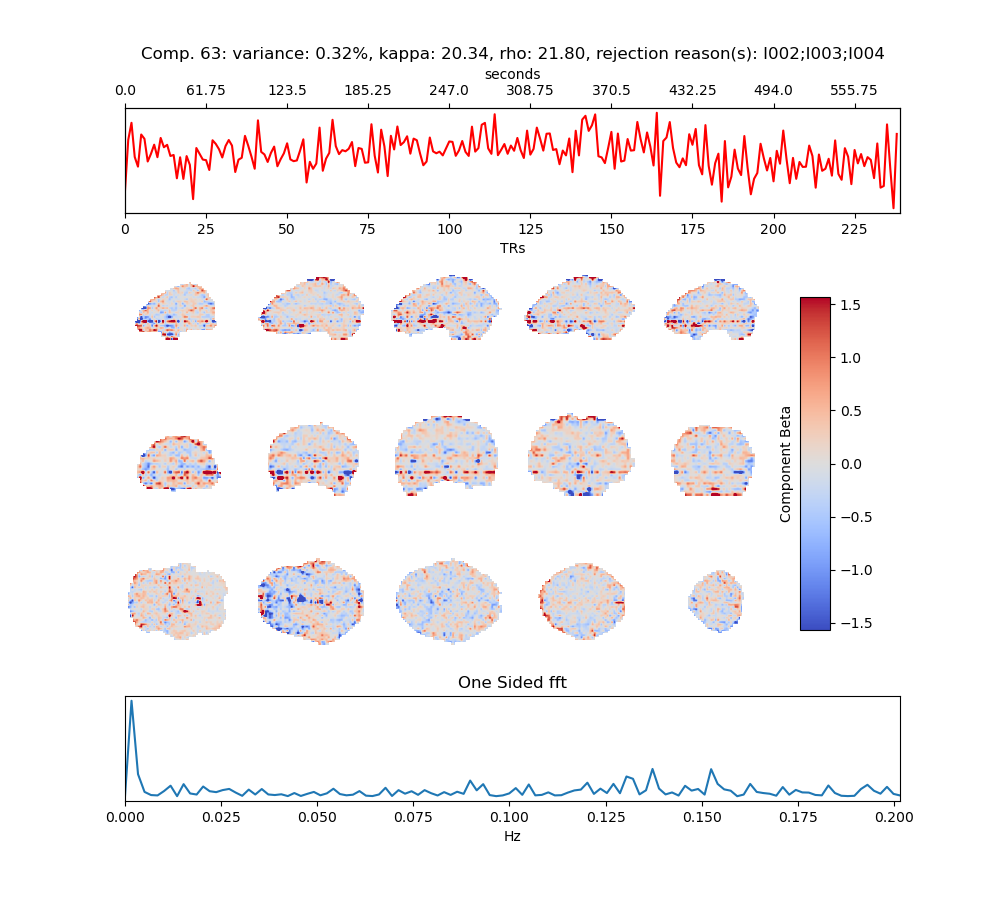 Comp. 63: variance: 0.32%, kappa: 20.34, rho: 21.80, rejection reason(s): I002;I003;I004
seconds
0.0 61.75 123.5 185.25 247.0 308.75 370.5 432.25 494.0 555.75
0 25 50 75 100 125 150 175 200 225
TRs
1.5
1.0
0.5
0.0
−0.5
−1.0
−1.5
Component Beta
One Sided fft
0.000 0.025 0.050 0.075 0.100 0.125 0.150 0.175 0.200
Hz